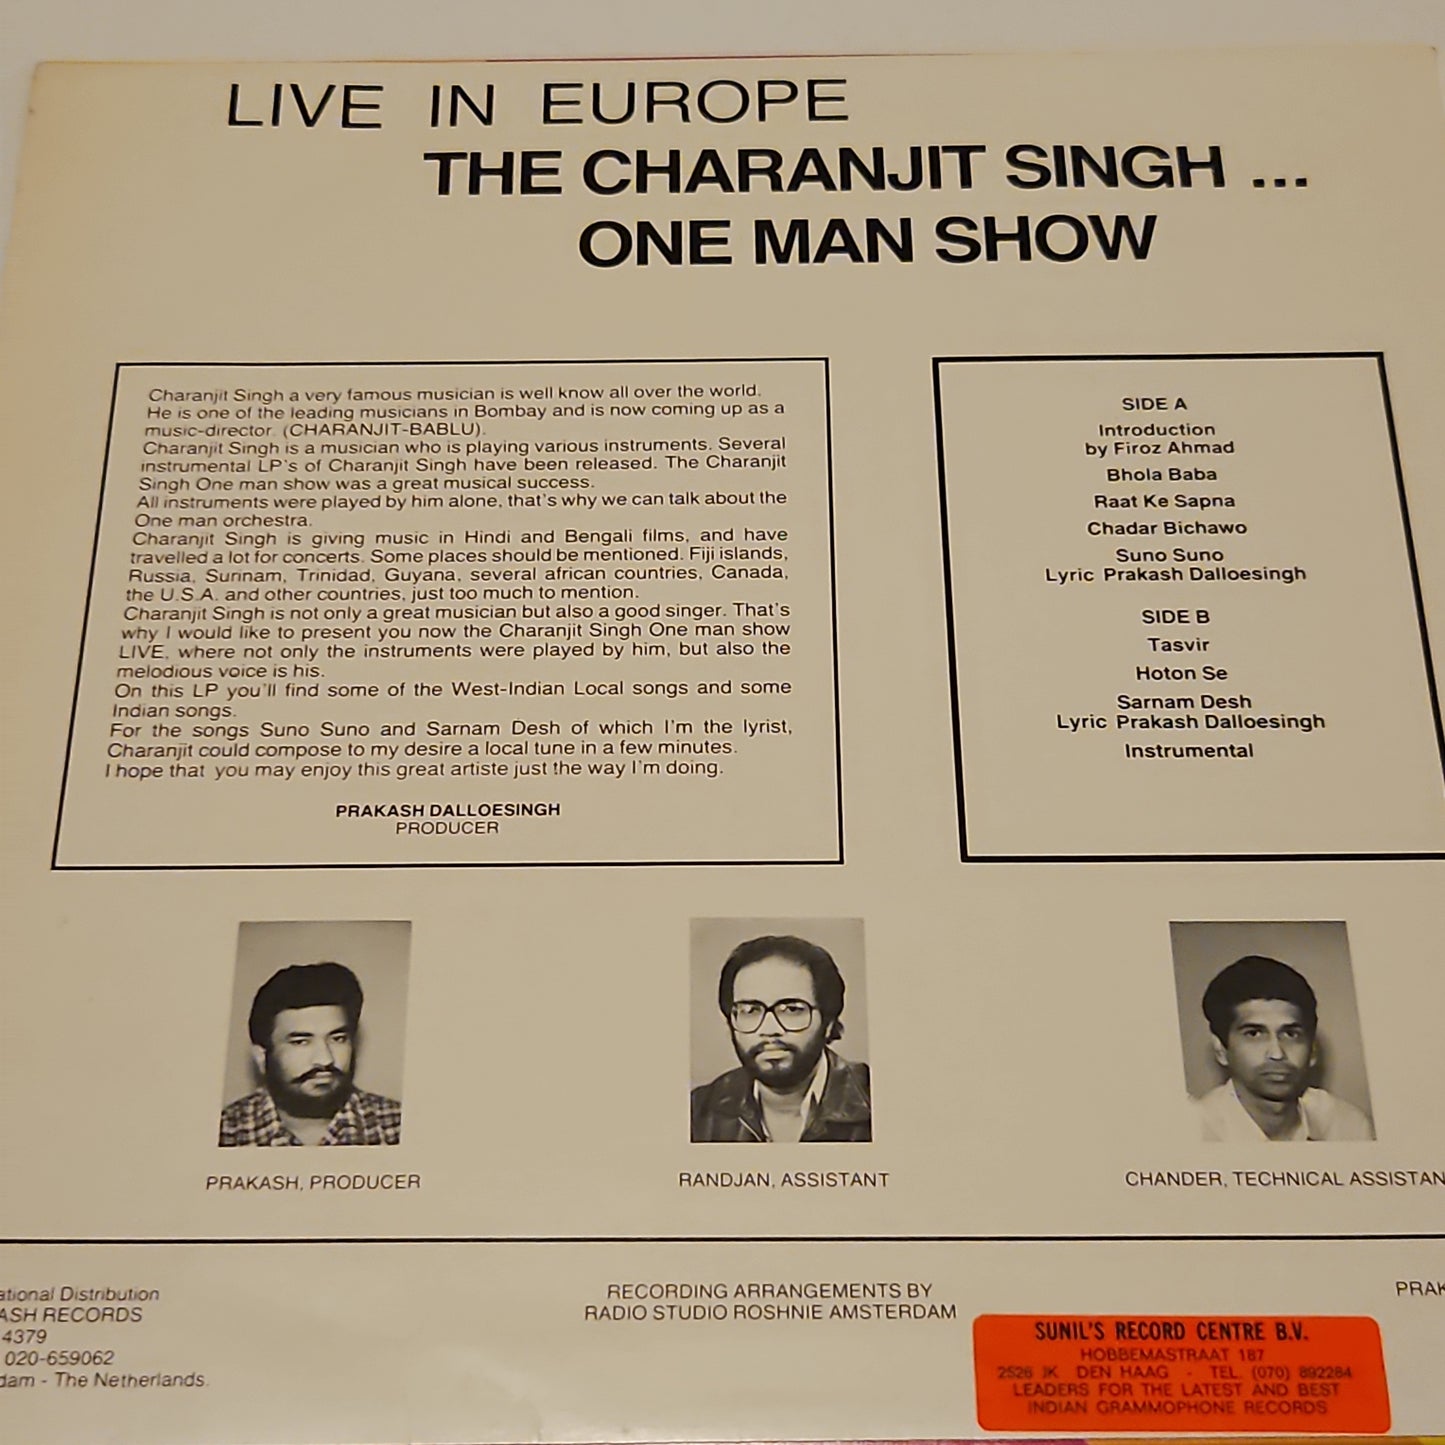 LIVE IN EUROPE
THE CHARANJIT SINGH ...
ONE MAN SHOW
Charanjit Singh a very famous musician is well know all over the world.
He is one of the leading musicians in Bombay and is now coming up as a
music-director. (CHARANJIT-BABLU).
Charanjit Singh is a musician who is playing various instruments. Several
instrumental LP's of Charanjit Singh have been released. The Charanjit
Singh One man show was a great musical success.
All instruments were played by him alone, that's why we can talk about the
One man orchestra.
Charanjit Singh is giving music in Hindi and Bengali films, and have
travelled a lot for concerts. Some places should be mentioned. Fiji islands,
Russia, Surinam, Trinidad, Guyana, several african countries, Canada,
the U.S.A. and other countries, just too much to mention.
Charanjit Singh is not only a great musician but also a good singer. That's
why I would like to present you now the Charanjit Singh One man show
LIVE, where not only the instruments were played by him, but also the
melodious voice is his.
On this LP you'll find some of the West-Indian Local songs and some
Indian songs.
For the songs Suno Suno and Sarnam Desh of which I'm the lyrist,
Charanjit could compose to my desire a local tune in a few minutes.
I hope that you may enjoy this great artiste just the way I'm doing.
PRAKASH DALLOESINGH
PRODUCER
SIDE A
Introduction
by Firoz Ahmad
Bhola Baba
Raat Ke Sapna
Chadar Bichawo
Suno Suno
Lyric Prakash Dalloesingh
SIDE B
Tasvir
Hoton Se
Sarnam Desh
Lyric Prakash Dalloesingh
Instrumental
PRAKASH, PRODUCER
RANDJAN, ASSISTANT
CHANDER, TECHNICAL ASSISTAN
ational Distribution
ASH RECORDS
4379
020-659062
dam - The Netherlands.
RECORDING ARRANGEMENTS BY
RADIO STUDIO ROSHNIE AMSTERDAM
PRAK
SUNIL'S RECORD CENTRE B.V.
HOBBEMASTRAAT 187
2526 JK DEN HAAG - TEL. (070) 892284
LEADERS FOR THE LATEST AND BEST
INDIAN GRAMMOPHONE RECORDS